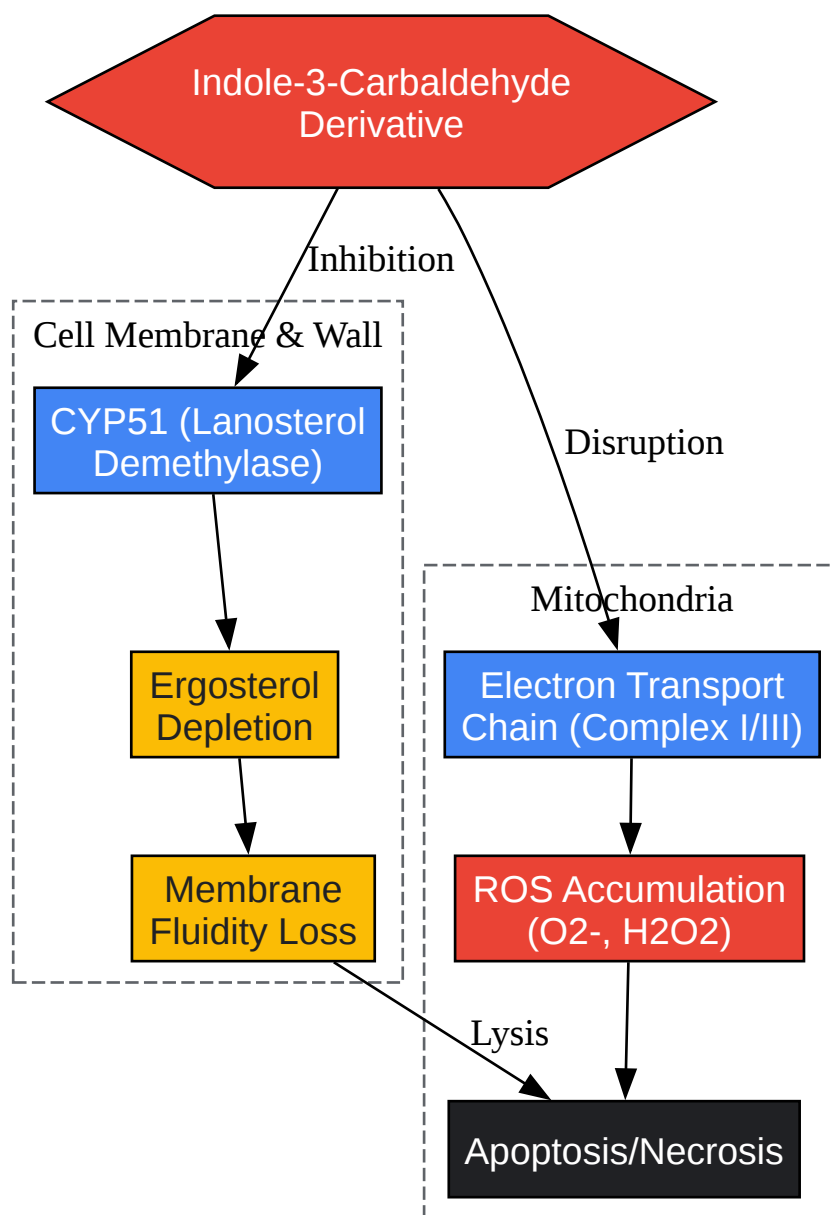 Indole-3-Carbaldehyde
Derivative
Inhibition
Cell Membrane & Wall
CYP51 (Lanosterol
Demethylase)
Disruption
Mitochondria
Ergosterol
Depletion
Electron Transport
Chain (Complex I/III)
Membrane
Fluidity Loss
ROS Accumulation
(O2-, H2O2)
Lysis
Apoptosis/Necrosis